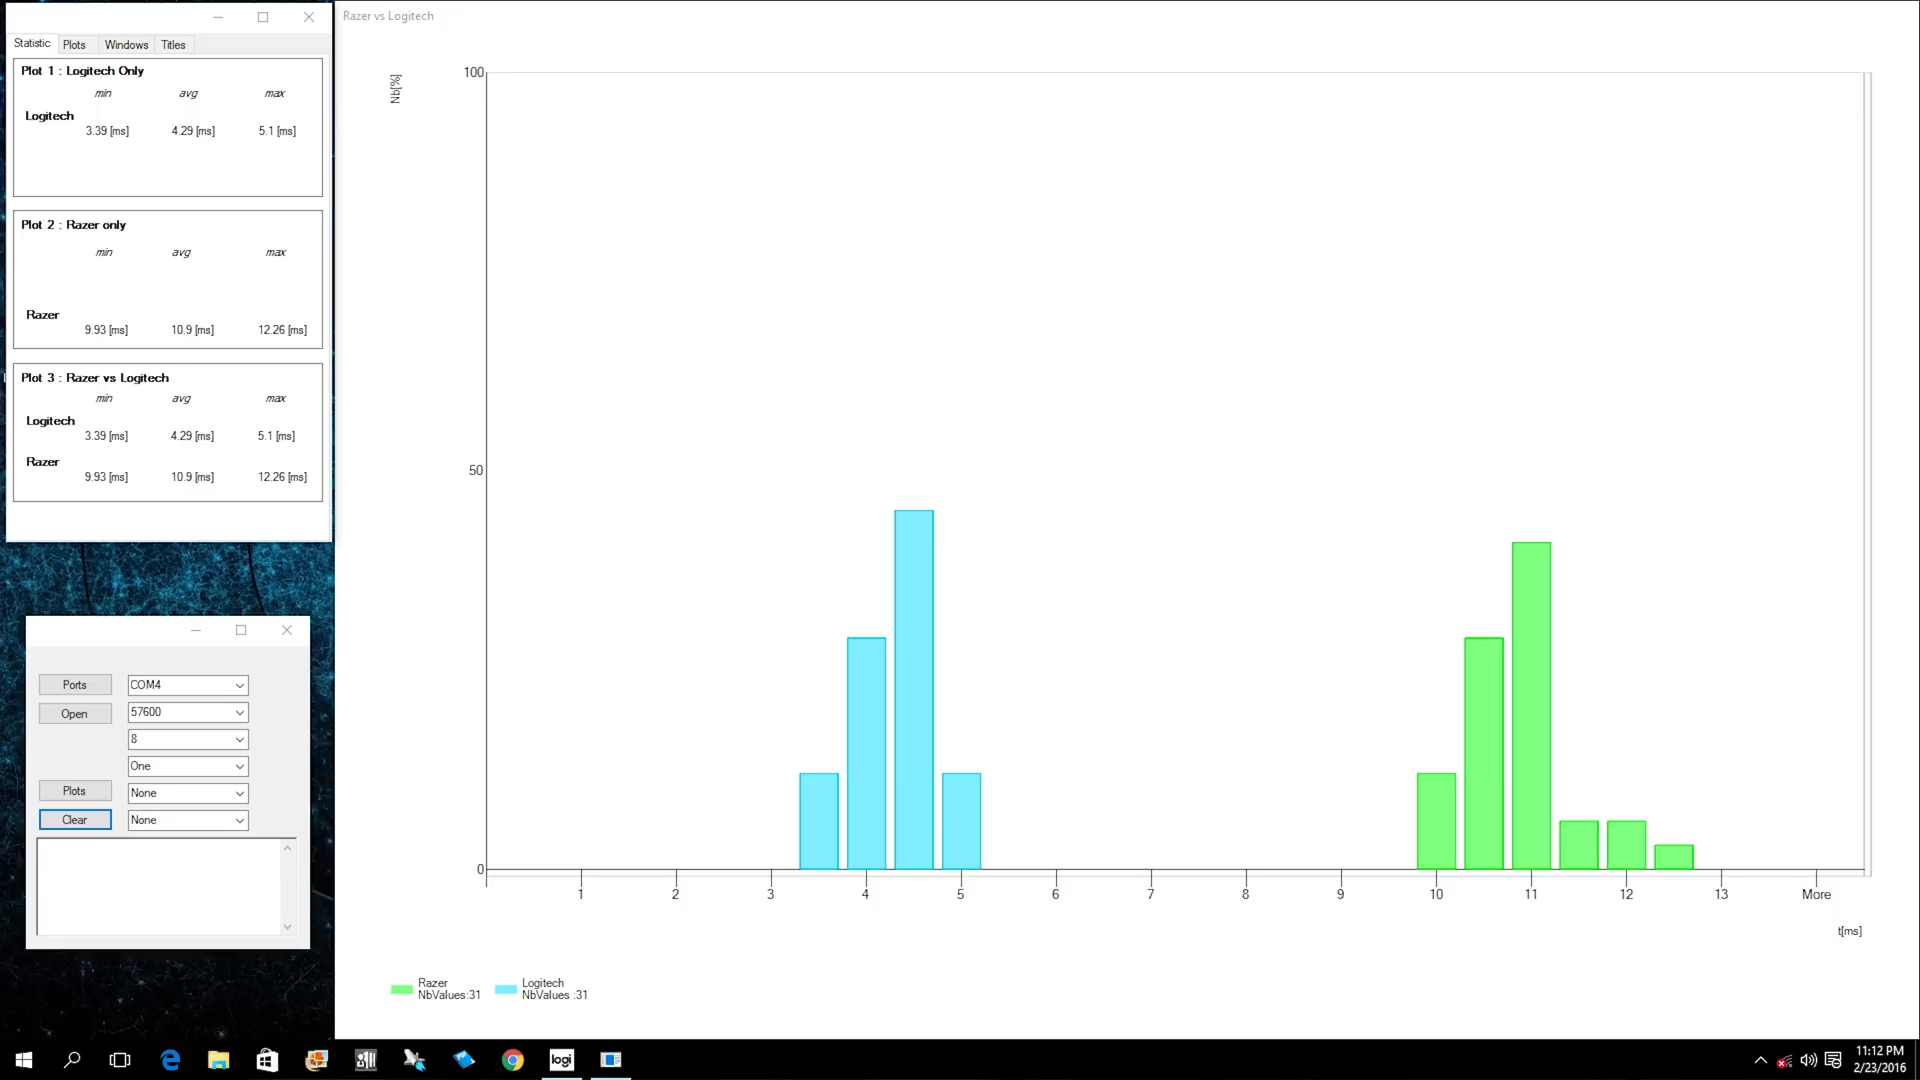 Razer vs Logitech
Statistic Plots Windows Titles
Plot 1 : Logitech Only
min avg max
Logitech
3.39 [ms] 4.29 [ms] 5.1 [ms]
Plot 2 : Razer only
min avg max
Razer
9.93 [ms] 10.9 [ms] 12.26 [ms]
Plot 3 : Razer vs Logitech
min avg max
Logitech
3.39 [ms] 4.29 [ms] 5.1 [ms]
Razer
9.93 [ms] 10.9 [ms] 12.26 [ms]
Ports COM4
Open 57600
8
One
Plots None
Clear None
Nb[%]
100
50
0
1 2 3 4 5 6 7 8 9 10 11 12 13 More
t[ms]
Razer
NbValues:31
Logitech
NbValues :31
logi
11:12 PM
2/23/2016